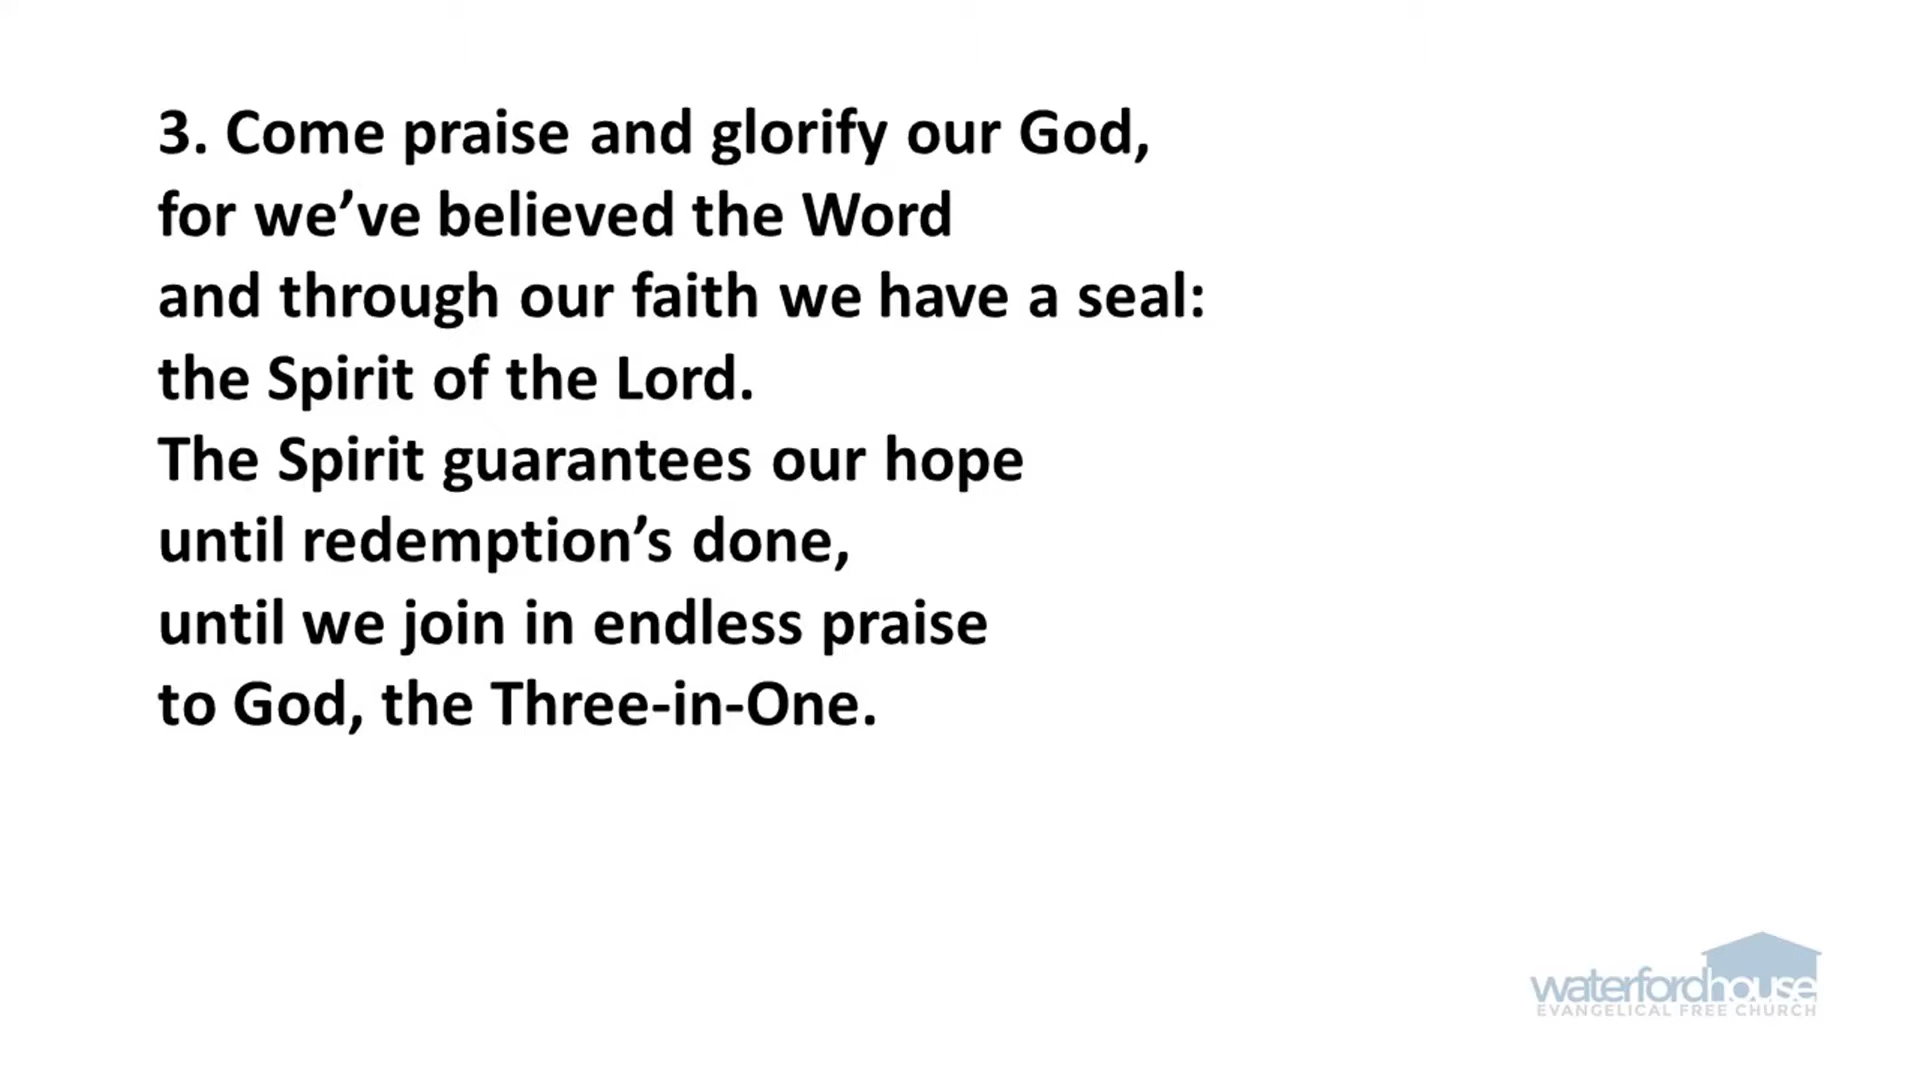 3. Come praise and glorify our God,
for we’ve believed the Word
and through our faith we have a seal:
the Spirit of the Lord.
The Spirit guarantees our hope
until redemption’s done,
until we join in endless praise
to God, the Three-in-One.
waterfordhouse
EVANGELICAL FREE CHURCH